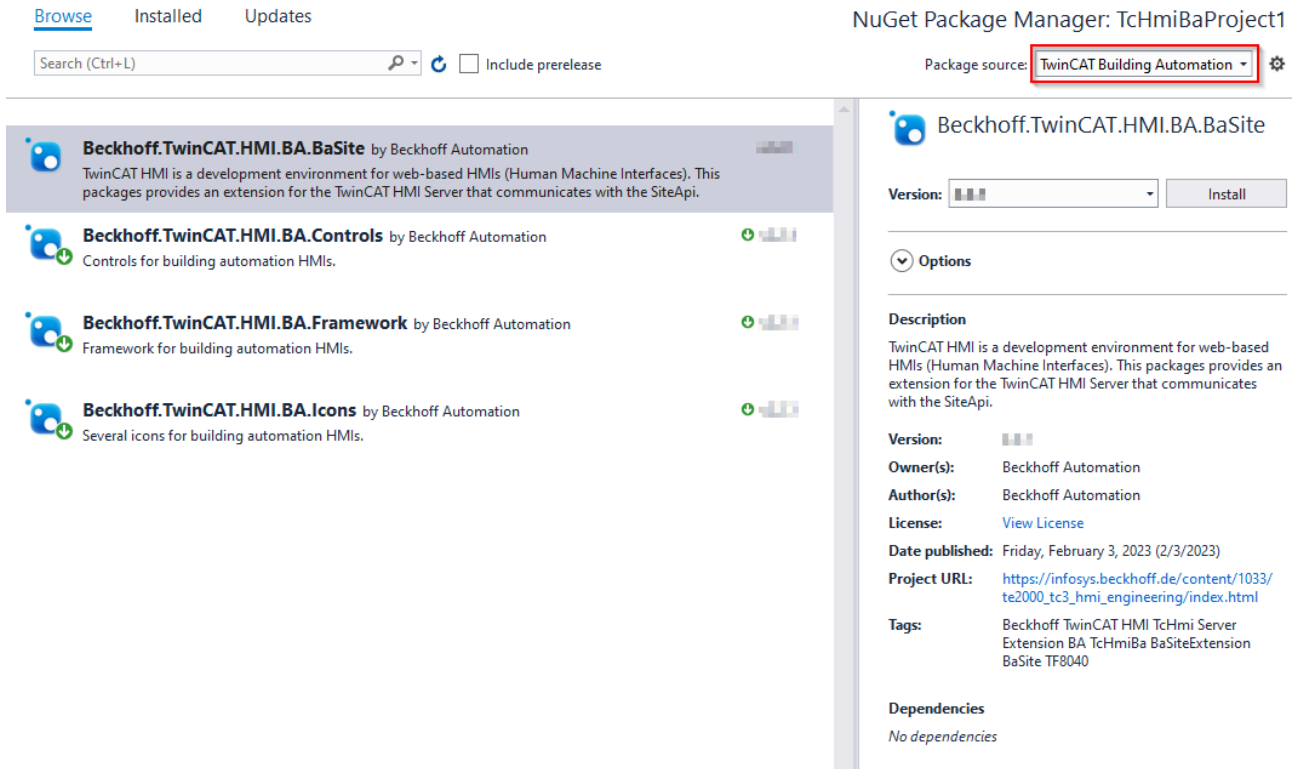 Browse Installed Updates
NuGet Package Manager: TcHmiBaProject1
Search (Ctrl+L)
Include prerelease
Package source: TwinCAT Building Automation
Beckhoff.TwinCAT.HMI.BA.BaSite by Beckhoff Automation
TwinCAT HMI is a development environment for web-based HMIs (Human Machine Interfaces). This
packages provides an extension for the TwinCAT HMI Server that communicates with the SiteApi.
Beckhoff.TwinCAT.HMI.BA.Controls by Beckhoff Automation
Controls for building automation HMIs.
Beckhoff.TwinCAT.HMI.BA.Framework by Beckhoff Automation
Framework for building automation HMIs.
Beckhoff.TwinCAT.HMI.BA.Icons by Beckhoff Automation
Several icons for building automation HMIs.
Beckhoff.TwinCAT.HMI.BA.BaSite
Version:
Install
Options
Description
TwinCAT HMI is a development environment for web-based
HMIs (Human Machine Interfaces). This packages provides an
extension for the TwinCAT HMI Server that communicates
with the SiteApi.
Version:
Owner(s): Beckhoff Automation
Author(s): Beckhoff Automation
License: View License
Date published: Friday, February 3, 2023 (2/3/2023)
Project URL: https://infosys.beckhoff.de/content/1033/
te2000_tc3_hmi_engineering/index.html
Tags: Beckhoff TwinCAT HMI TcHmi Server
Extension BA TcHmiBa BaSiteExtension
BaSite TF8040
Dependencies
No dependencies